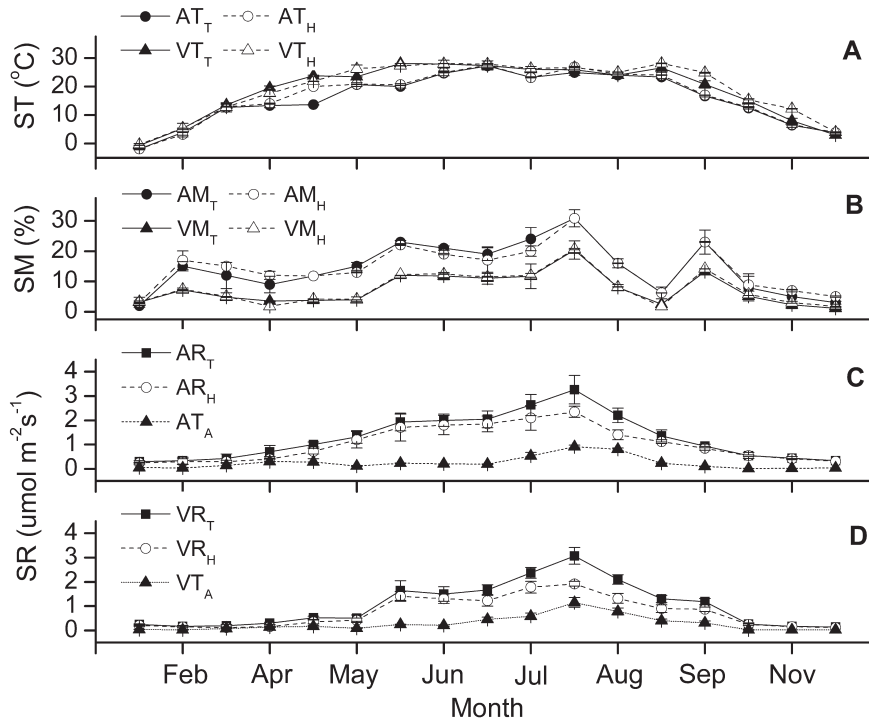 AT_T AT_H
VT_T VT_H
A
ST (°C)
30
20
10
0
AM_T AM_H
VM_T VM_H
B
SM (%)
30
20
10
0
AR_T
AR_H
AT_A
C
4
3
2
1
0
SR (umol m⁻²s⁻¹)
VR_T
VR_H
VT_A
D
4
3
2
1
0
Feb Apr May Jun Jul Aug Sep Nov
Month